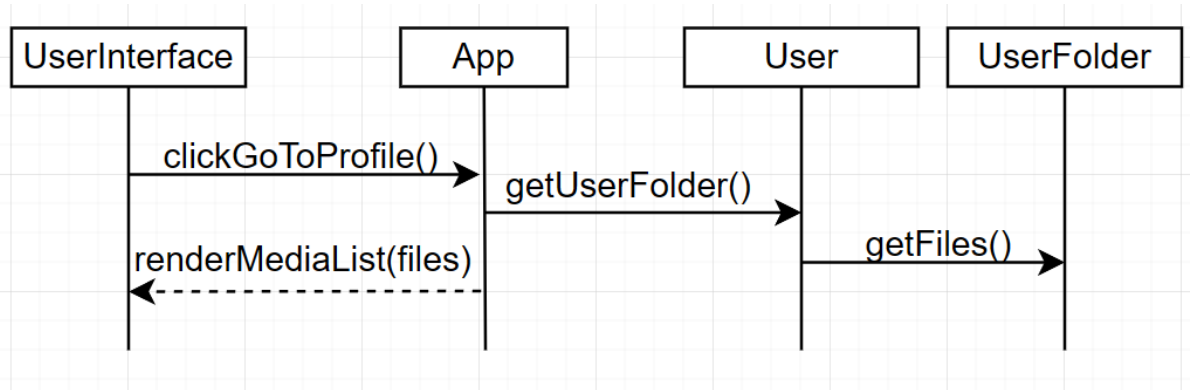 UserInterface
App
User
UserFolder
clickGoToProfile()
getUserFolder()
getFiles()
renderMediaList(files)